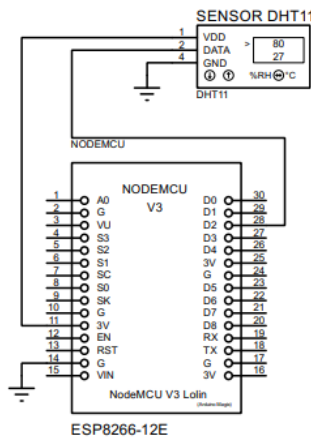 SENSOR DHT11
1 VDD
2 DATA
4 GND
> 80
27
%RH °C
DHT11
NODEMCU
NODEMCU
V3
1 A0 D0 30
2 G D1 29
3 VU D2 28
4 S3 D3 27
5 S2 D4 26
6 S1 3V 25
7 SC G 24
8 S0 D5 23
9 SK D6 22
10 G D7 21
11 3V D8 20
12 EN RX 19
13 RST TX 18
14 G G 17
15 VIN 3V 16
NodeMCU V3 Lolin
(Arduino Magix)
ESP8266-12E